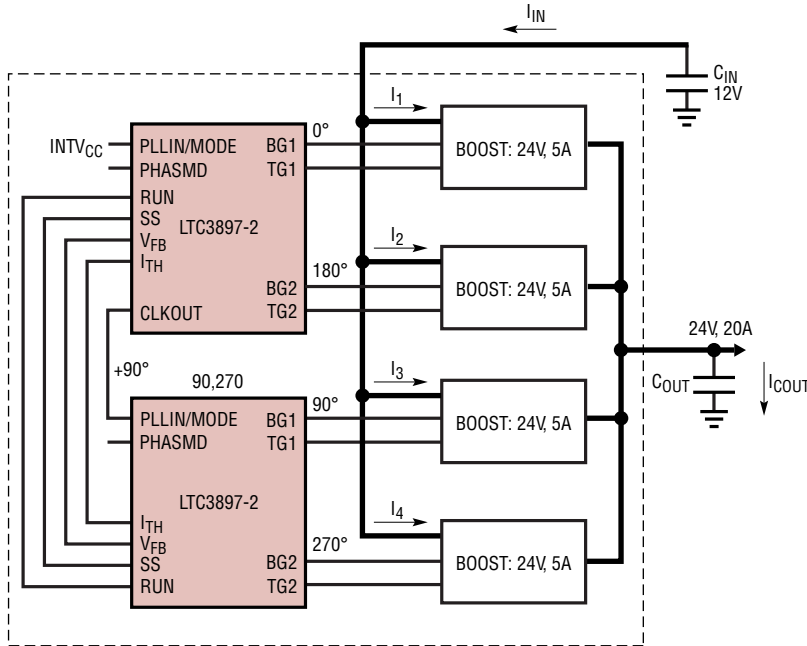 I_IN
C_IN
12V
I_1
0°
INTV_CC
PLLIN/MODE BG1
PHASMD TG1
BOOST: 24V, 5A
RUN
SS
LTC3897-2
V_FB
I_TH
I_2
180°
BG2
TG2
BOOST: 24V, 5A
CLKOUT
24V, 20A
+90°
90,270
I_3
C_OUT
I_COUT
90°
PLLIN/MODE BG1
PHASMD TG1
BOOST: 24V, 5A
LTC3897-2
I_4
I_TH
270°
V_FB
SS BG2
RUN TG2
BOOST: 24V, 5A